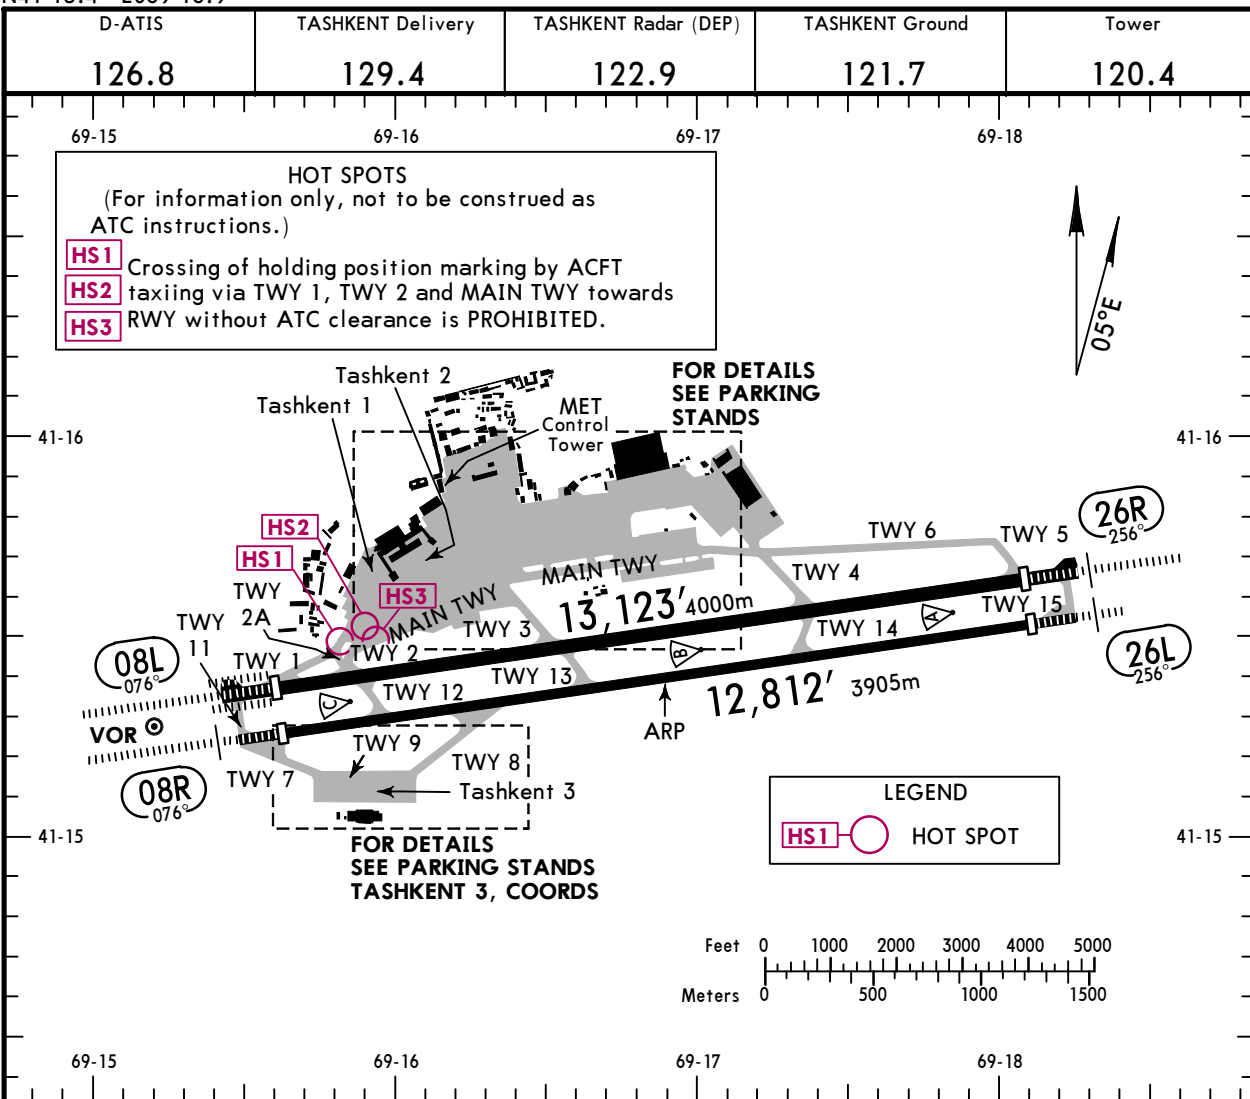 D-ATIS
TASHKENT Delivery
TASHKENT Radar (DEP)
TASHKENT Ground
Tower
126.8
129.4
122.9
121.7
120.4
69-15
69-16
69-17
69-18
HOT SPOTS
(For information only, not to be construed as
ATC instructions.)
HS1
HS2
HS3
Crossing of holding position marking by ACFT
taxiing via TWY 1, TWY 2 and MAIN TWY towards
RWY without ATC clearance is PROHIBITED.
05°E
Tashkent 2
Tashkent 1
MET
Control
Tower
FOR DETAILS
SEE PARKING
STANDS
41-16
41-16
HS2
HS1
HS3
TWY
2A
TWY
11
TWY 1
TWY 2
MAIN TWY
MAIN TWY
TWY 3
TWY 4
TWY 6
TWY 5
26R
256°
13,123' 4000m
TWY 15
A
TWY 14
B
26L
256°
08L
076°
TWY 13
TWY 12
C
12,812' 3905m
ARP
VOR
08R
076°
TWY 7
TWY 9
TWY 8
Tashkent 3
LEGEND
HS1
HOT SPOT
41-15
41-15
FOR DETAILS
SEE PARKING STANDS
TASHKENT 3, COORDS
Feet 0 1000 2000 3000 4000 5000
Meters 0 500 1000 1500
69-15
69-16
69-17
69-18